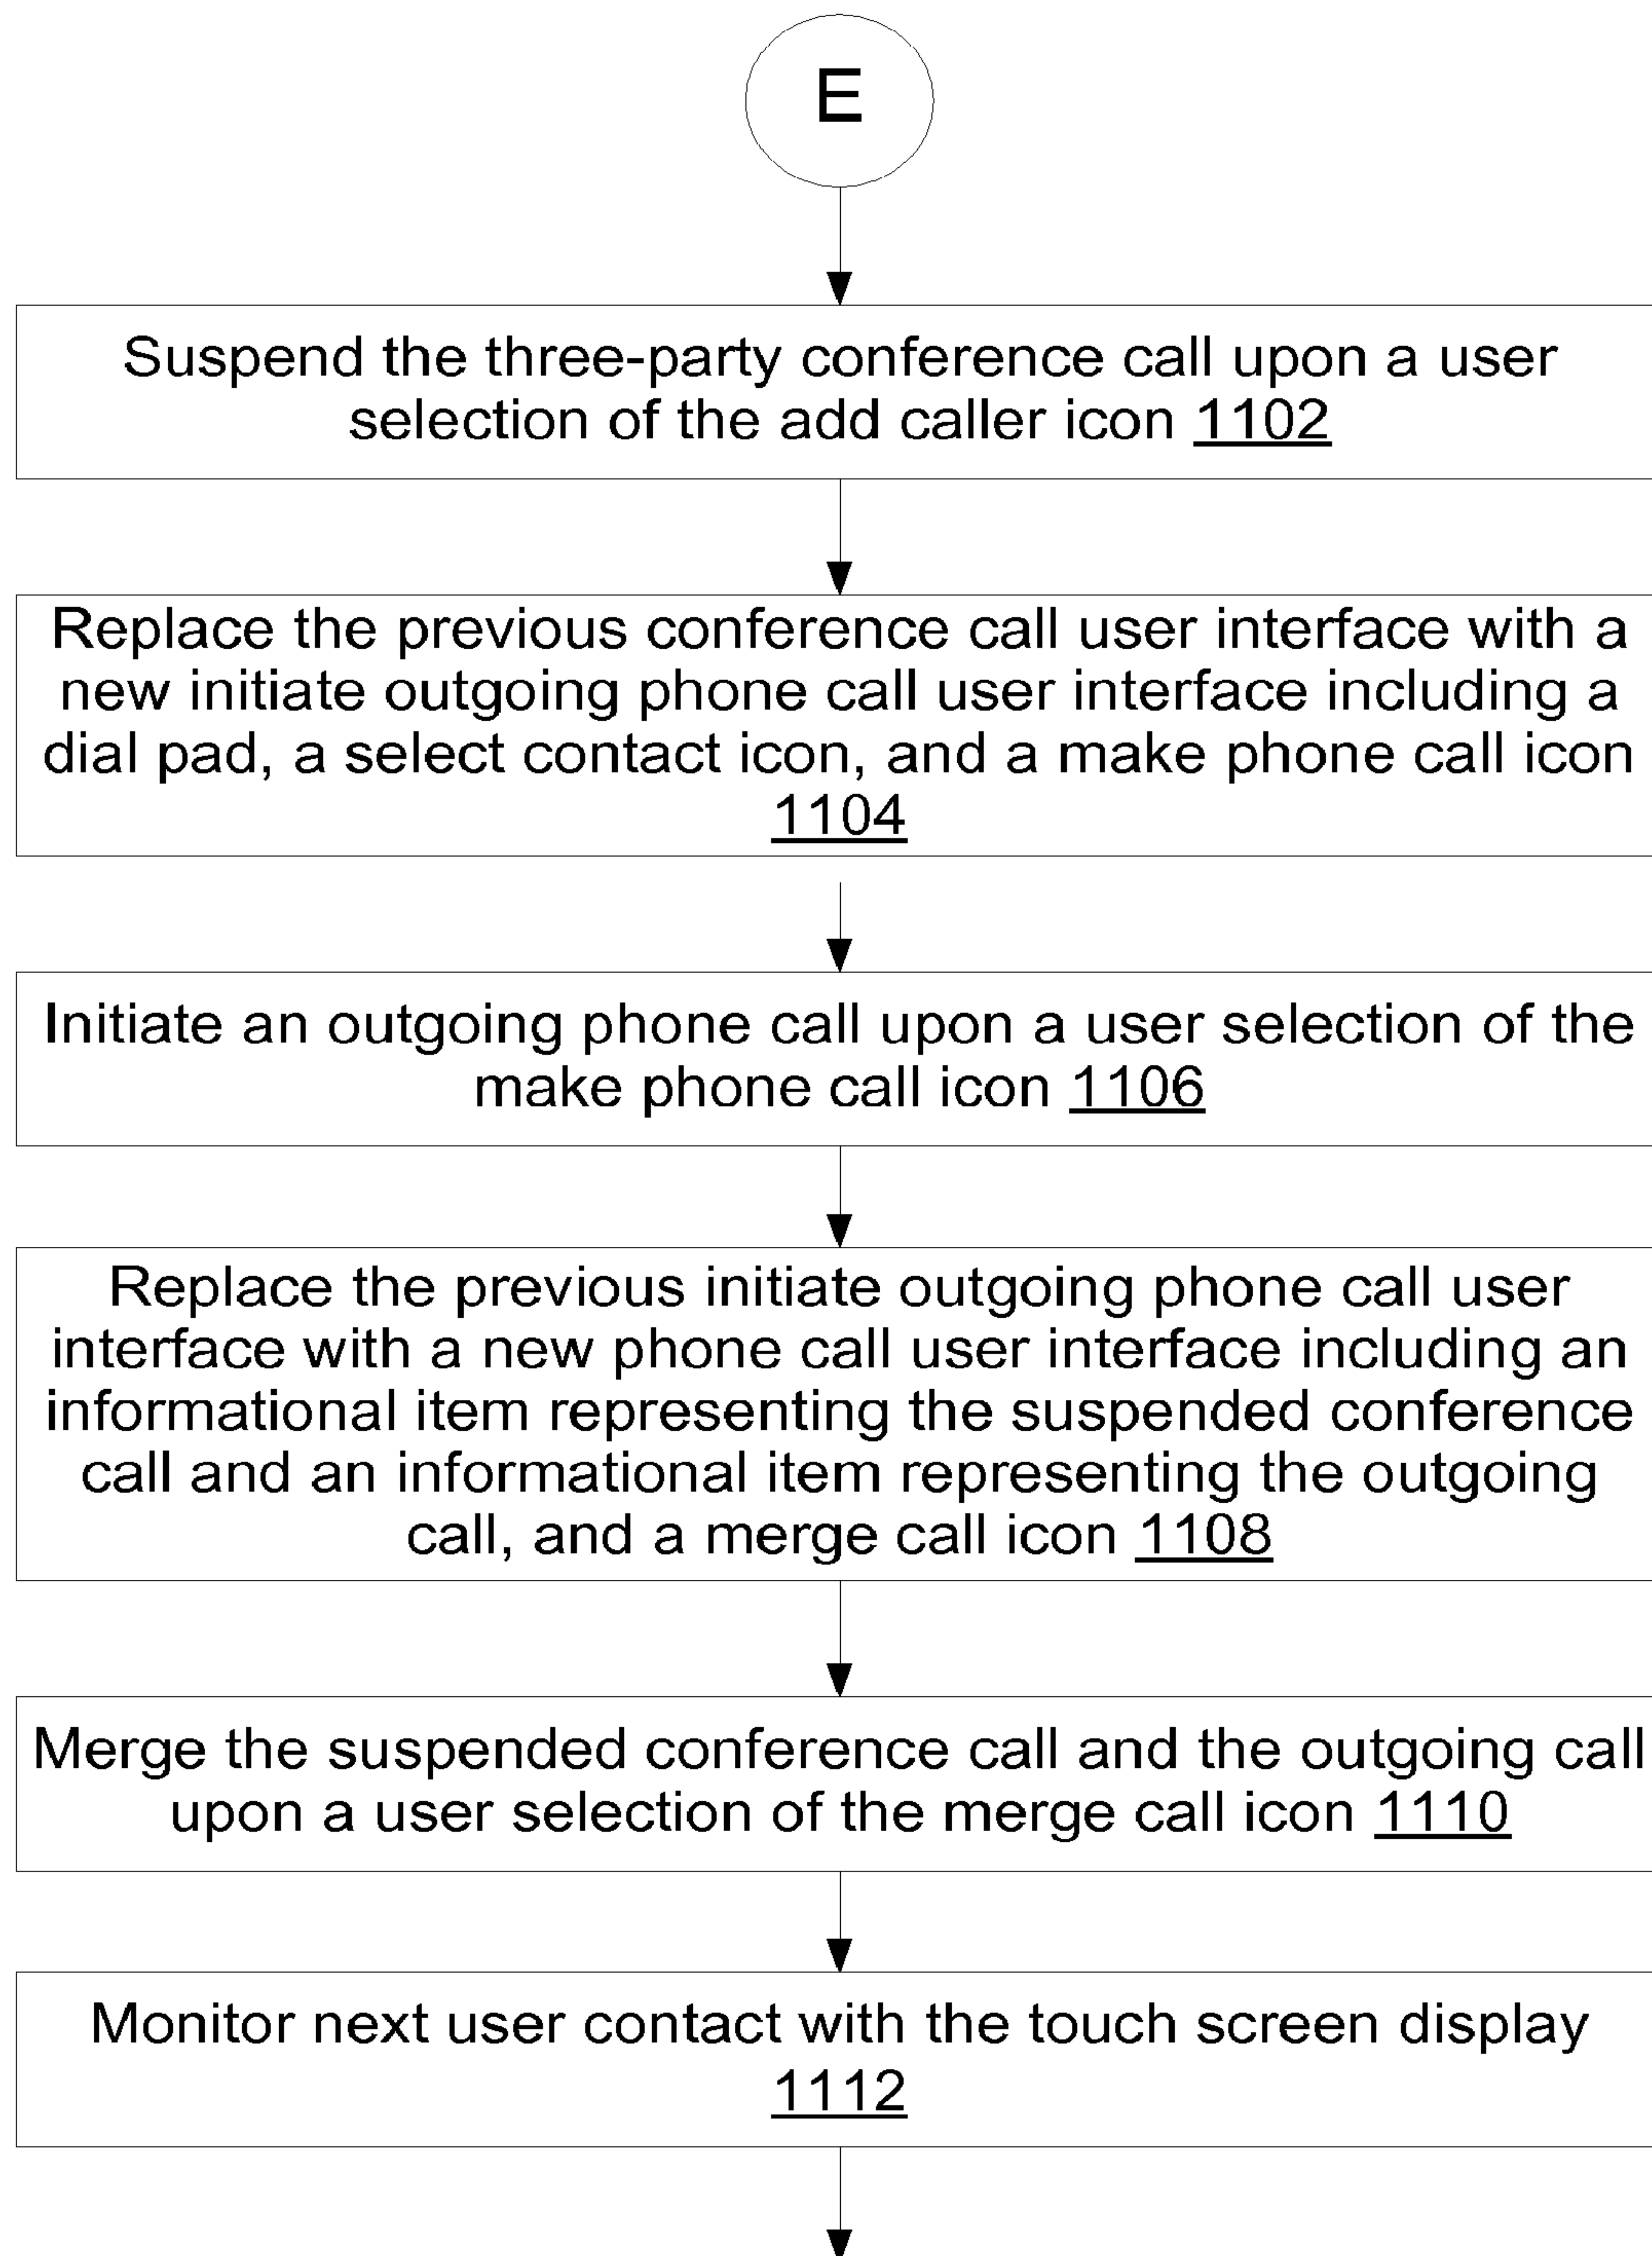 E
Suspend the three-party conference call upon a user
selection of the add caller icon 1102
Replace the previous conference call user interface with a
new initiate outgoing phone call user interface including a
dial pad, a select contact icon, and a make phone call icon
1104
Initiate an outgoing phone call upon a user selection of the
make phone call icon 1106
Replace the previous initiate outgoing phone call user
interface with a new phone call user interface including an
informational item representing the suspended conference
call and an informational item representing the outgoing
call, and a merge call icon 1108
Merge the suspended conference call and the outgoing call
upon a user selection of the merge call icon 1110
Monitor next user contact with the touch screen display
1112